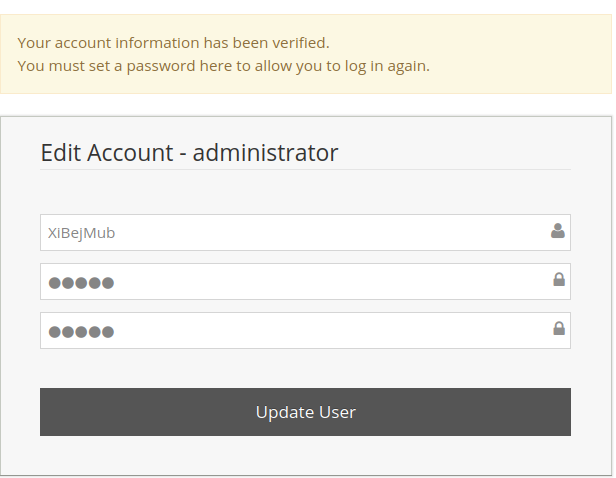 Your account information has been verified.
You must set a password here to allow you to log in again.
Edit Account - administrator
XiBejMub
●●●●●
●●●●●
Update User